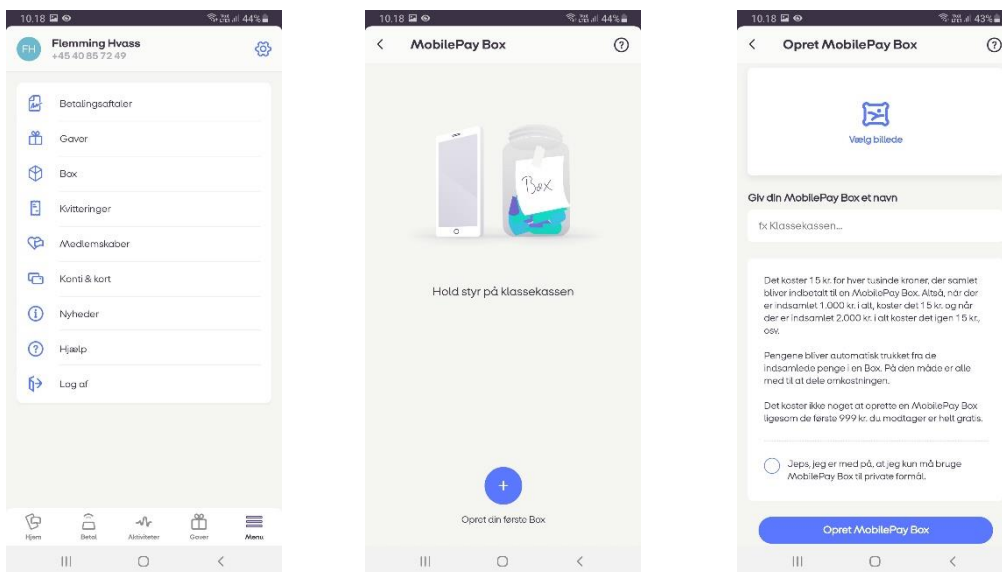 10.18
44%
FH
Flemming Hvass
+45 40 85 72 49
Betalingsaftaler
Gaver
Box
Kvitteringer
Medlemskaber
Konti & kort
Nyheder
Hjælp
Log af
Hjem
Betal
Aktiviteter
Gaver
Menu
10.18
44%
MobilePay Box
Box
Hold styr på klassekassen
Opret din første Box
10.18
43%
Opret MobilePay Box
Vælg billede
Giv din MobilePay Box et navn
fx Klassekassen...
Det koster 15 kr. for hver tusinde kroner, der samlet
bliver indbetalt til en MobilePay Box. Altså, når der
er indsamlet 1.000 kr. i alt, koster det 15 kr. og når
der er indsamlet 2.000 kr. i alt koster det igen 15 kr.,
osv.
Pengene bliver automatisk trukket fra de
indsamlede penge i en Box. På den måde er alle
med til at dele omkostningen.
Det koster ikke noget at oprette en MobilePay Box
ligesom de første 999 kr. du modtager er helt gratis.
Jeps, jeg er med på, at jeg kun må bruge
MobilePay Box til private formål.
Opret MobilePay Box